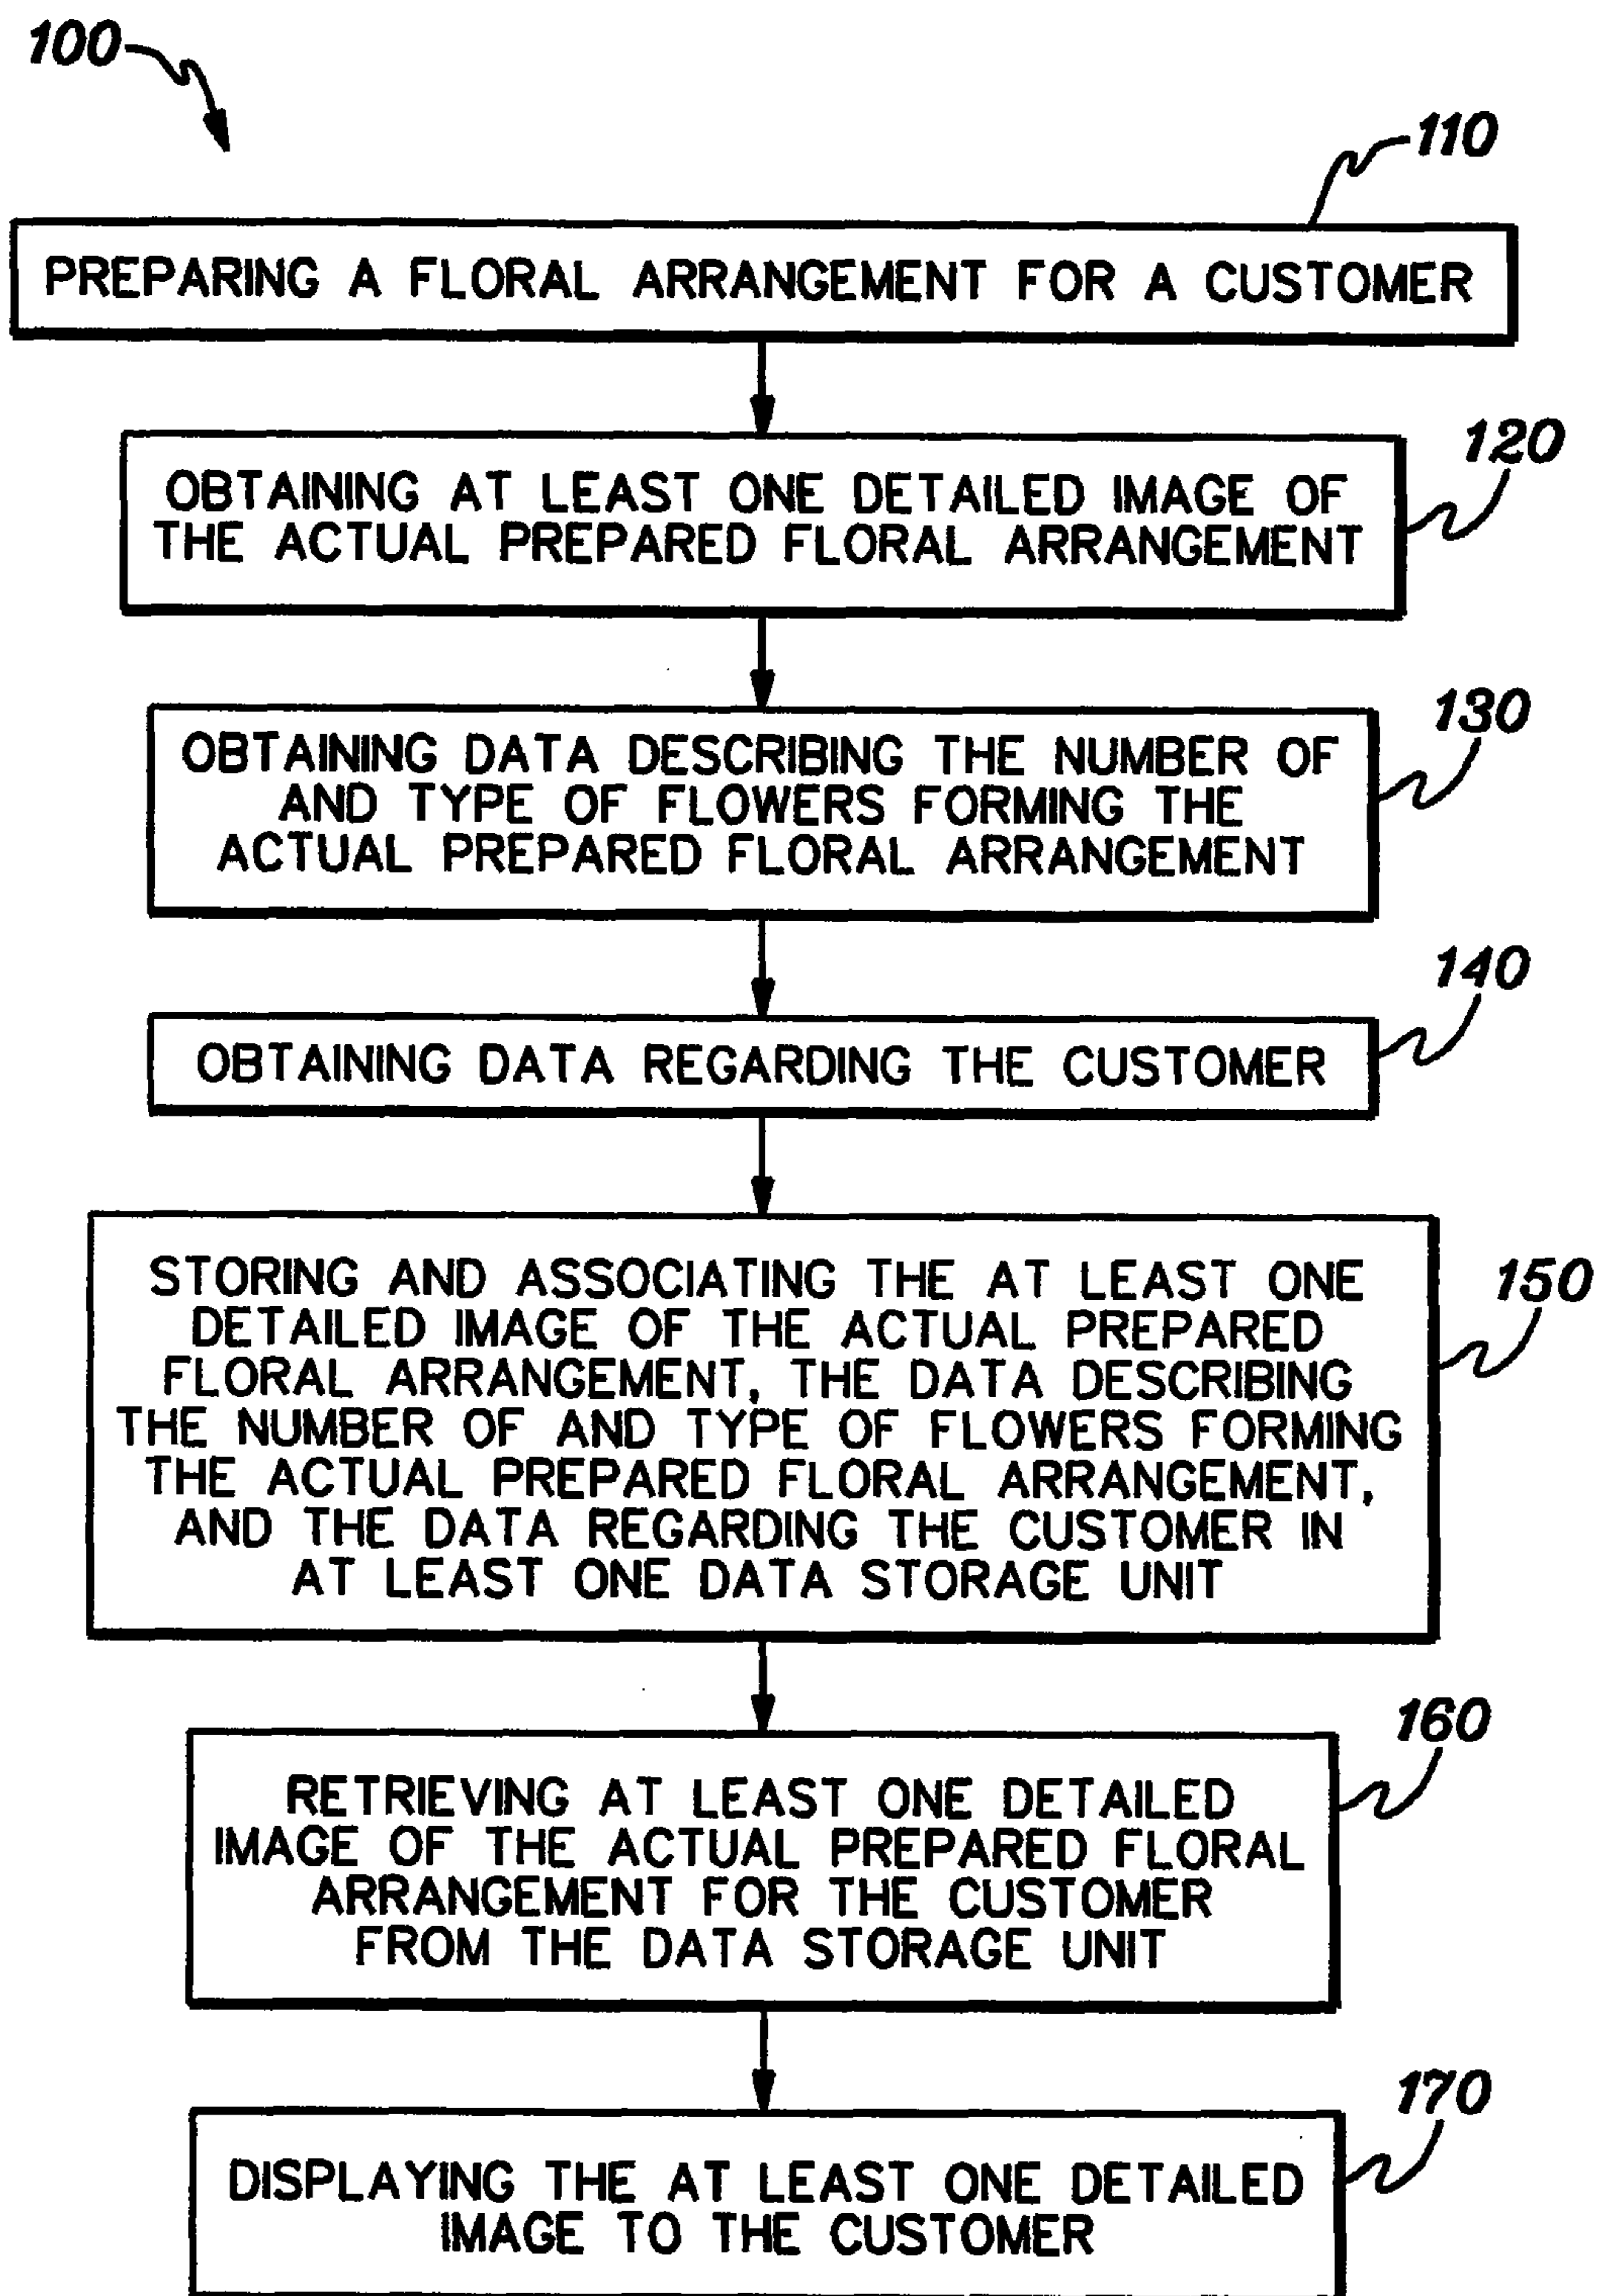 100
110
PREPARING A FLORAL ARRANGEMENT FOR A CUSTOMER
120
OBTAINING AT LEAST ONE DETAILED IMAGE OF
THE ACTUAL PREPARED FLORAL ARRANGEMENT
130
OBTAINING DATA DESCRIBING THE NUMBER OF
AND TYPE OF FLOWERS FORMING THE
ACTUAL PREPARED FLORAL ARRANGEMENT
140
OBTAINING DATA REGARDING THE CUSTOMER
150
STORING AND ASSOCIATING THE AT LEAST ONE
DETAILED IMAGE OF THE ACTUAL PREPARED
FLORAL ARRANGEMENT, THE DATA DESCRIBING
THE NUMBER OF AND TYPE OF FLOWERS FORMING
THE ACTUAL PREPARED FLORAL ARRANGEMENT,
AND THE DATA REGARDING THE CUSTOMER IN
AT LEAST ONE DATA STORAGE UNIT
160
RETRIEVING AT LEAST ONE DETAILED
IMAGE OF THE ACTUAL PREPARED FLORAL
ARRANGEMENT FOR THE CUSTOMER
FROM THE DATA STORAGE UNIT
170
DISPLAYING THE AT LEAST ONE DETAILED
IMAGE TO THE CUSTOMER